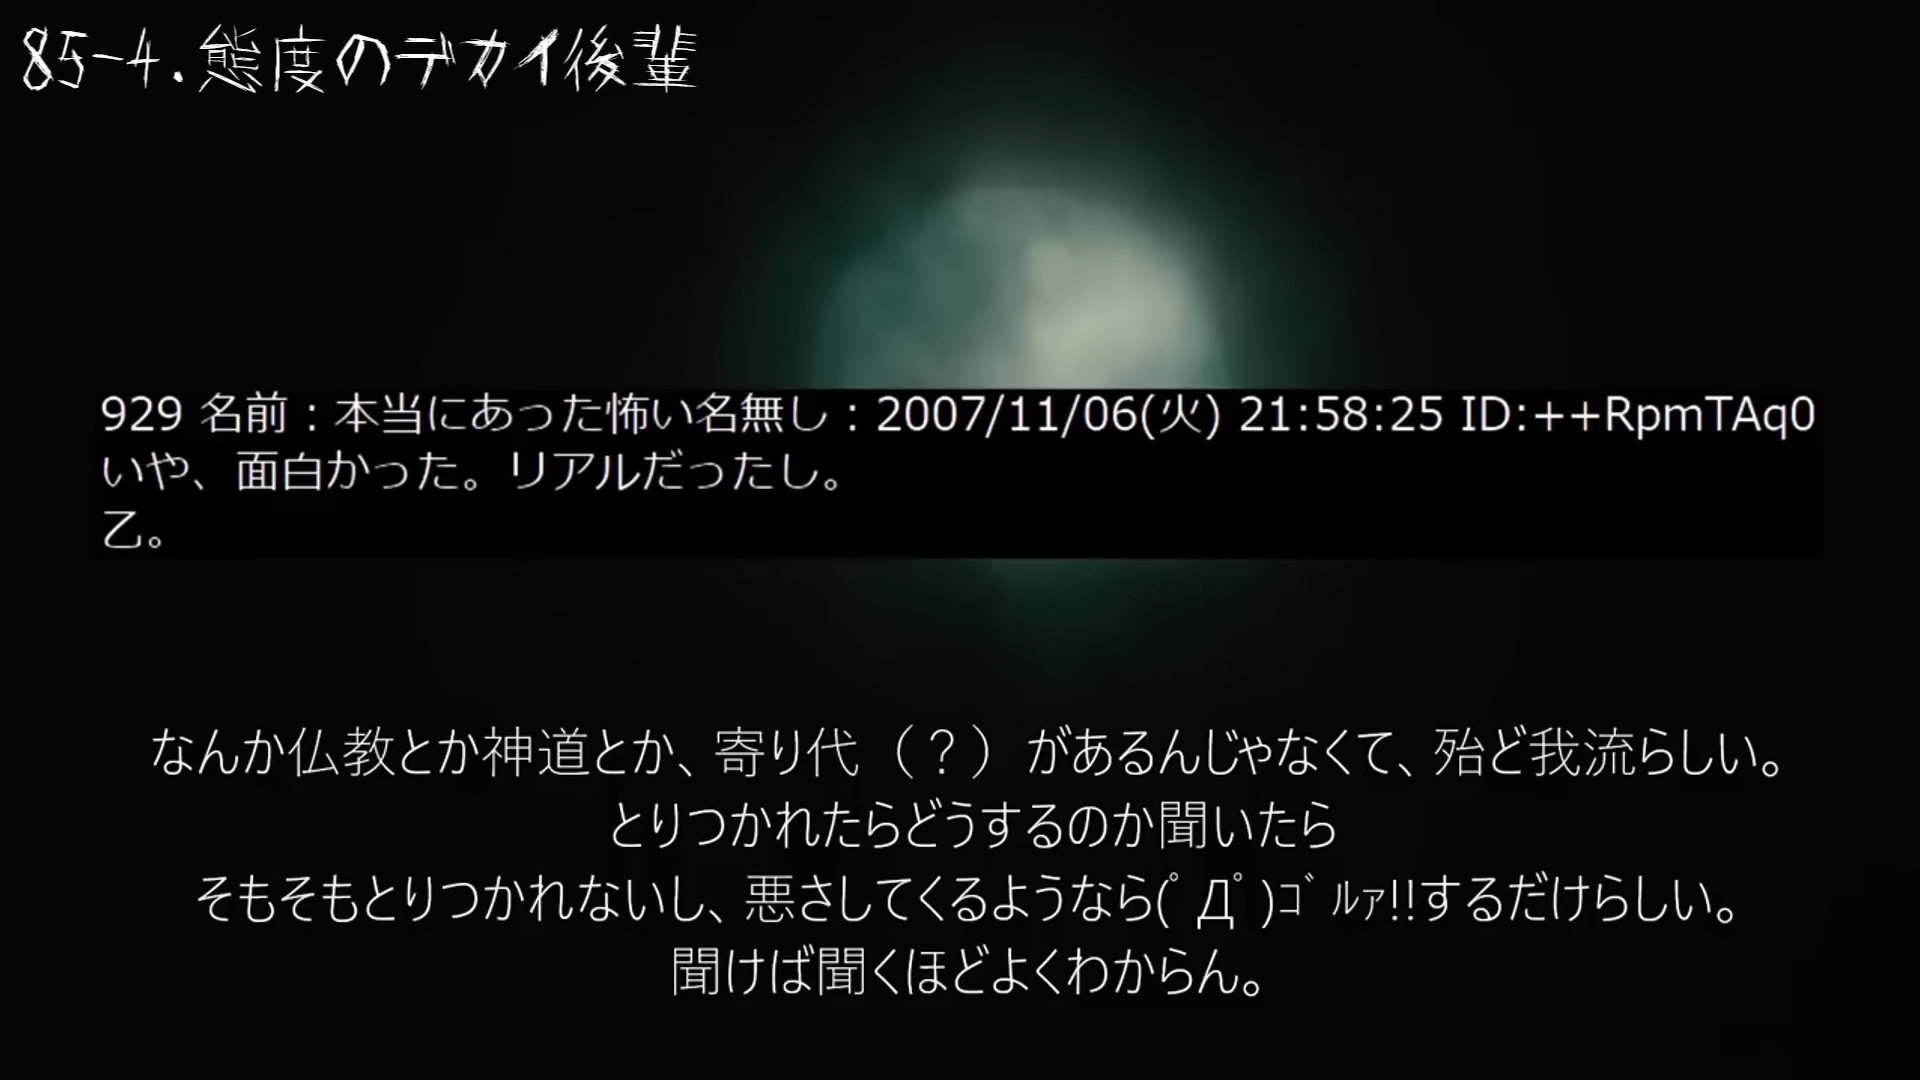 85-4.態度のデカイ後輩
929 名前：本当にあった怖い名無し：2007/11/06(火) 21:58:25 ID:++RpmTAq0
いや、面白かった。リアルだったし。
乙。
なんか仏教とか神道とか、寄り代（？）があるんじゃなくて、殆ど我流らしい。
とりつかれたらどうするのか聞いたら
そもそもとりつかれないし、悪さしてくるようなら(ﾟДﾟ)ｺﾞﾙｧ!!するだけらしい。
聞けば聞くほどよくわからん。